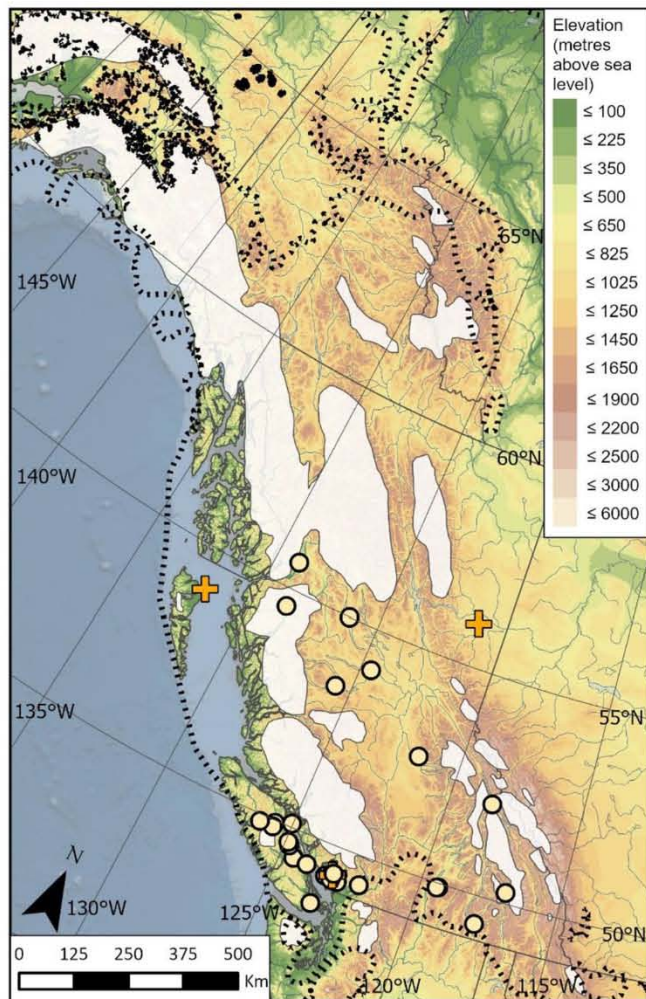 Elevation
(metres
above sea
level)
≤ 100
≤ 225
≤ 350
≤ 500
≤ 650
≤ 825
≤ 1025
≤ 1250
≤ 1450
≤ 1650
≤ 1900
≤ 2200
≤ 2500
≤ 3000
≤ 6000
65°N
145°W
60°N
140°W
55°N
135°W
N
130°W
125°W
50°N
120°W
115°W
0 125 250 375 500
Km